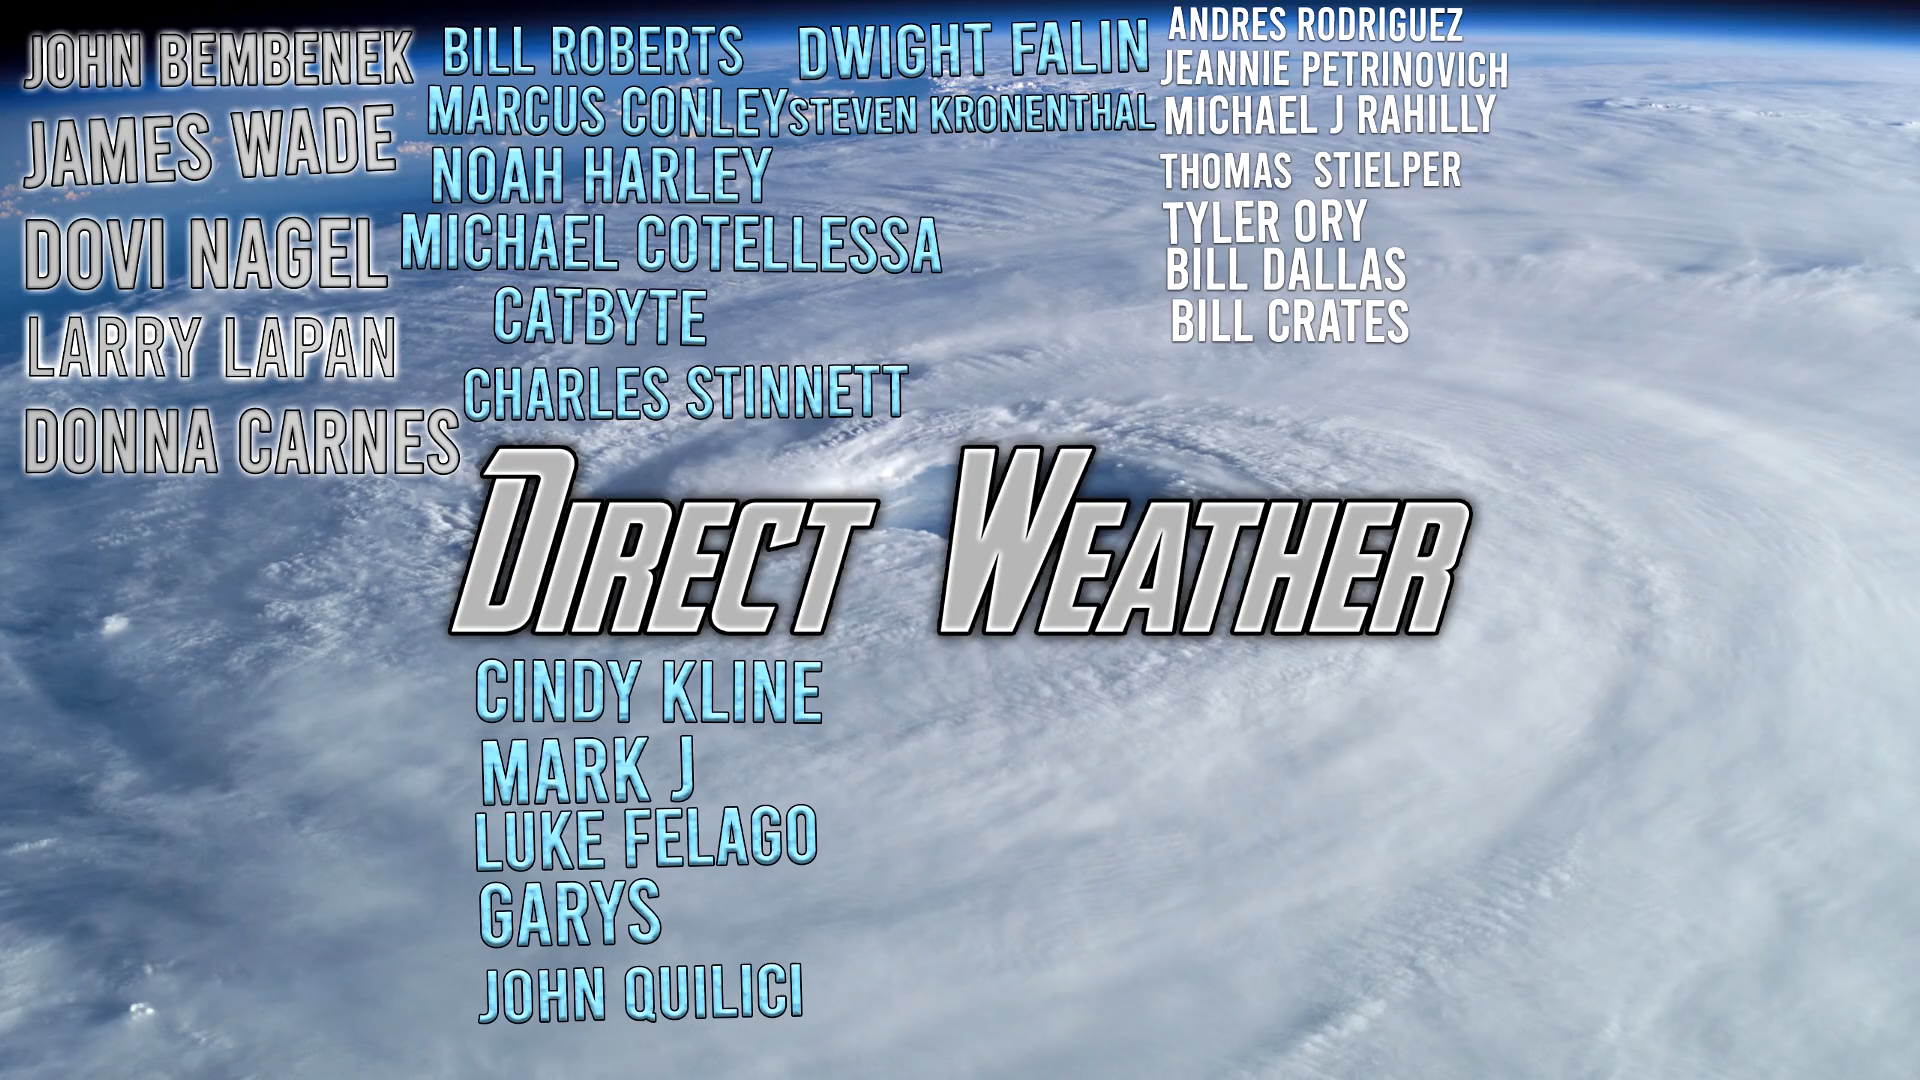 JOHN BEMBENEK
JAMES WADE
DOVI NAGEL
LARRY LAPAN
DONNA CARNES
BILL ROBERTS
MARCUS CONLEY
NOAH HARLEY
MICHAEL COTELLESSA
CATBYTE
CHARLES STINNETT
DWIGHT FALIN
STEVEN KRONENTHAL
ANDRES RODRIGUEZ
JEANNIE PETRINOVICH
MICHAEL J RAHILLY
THOMAS STIELPER
TYLER ORY
BILL DALLAS
BILL CRATES
DIRECT WEATHER
CINDY KLINE
MARK J
LUKE FELAGO
GARYS
JOHN QUILICI